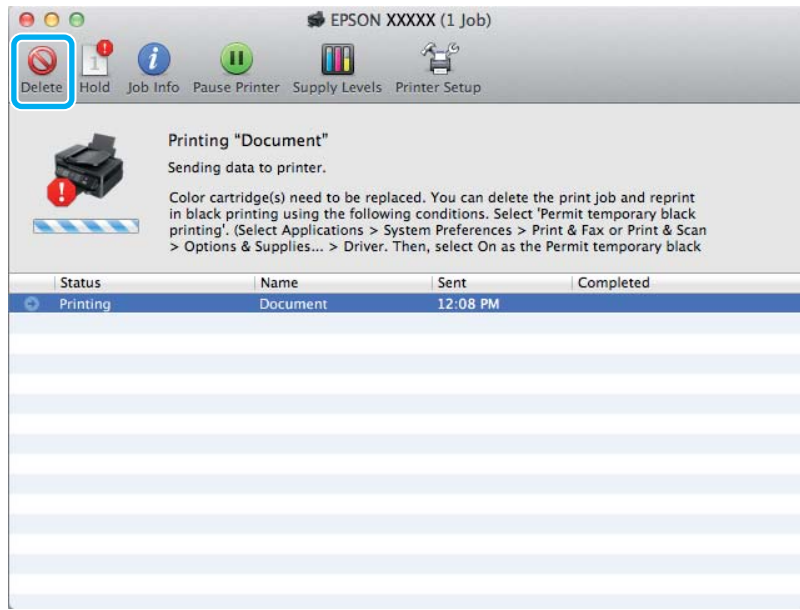 EPSON XXXXX (1 Job)
1
Delete Hold Job Info Pause Printer Supply Levels Printer Setup
Printing "Document"
Sending data to printer.
Color cartridge(s) need to be replaced. You can delete the print job and reprint
in black printing using the following conditions. Select 'Permit temporary black
printing'. (Select Applications > System Preferences > Print & Fax or Print & Scan
> Options & Supplies... > Driver. Then, select On as the Permit temporary black
Status Name Sent Completed
Printing Document 12:08 PM